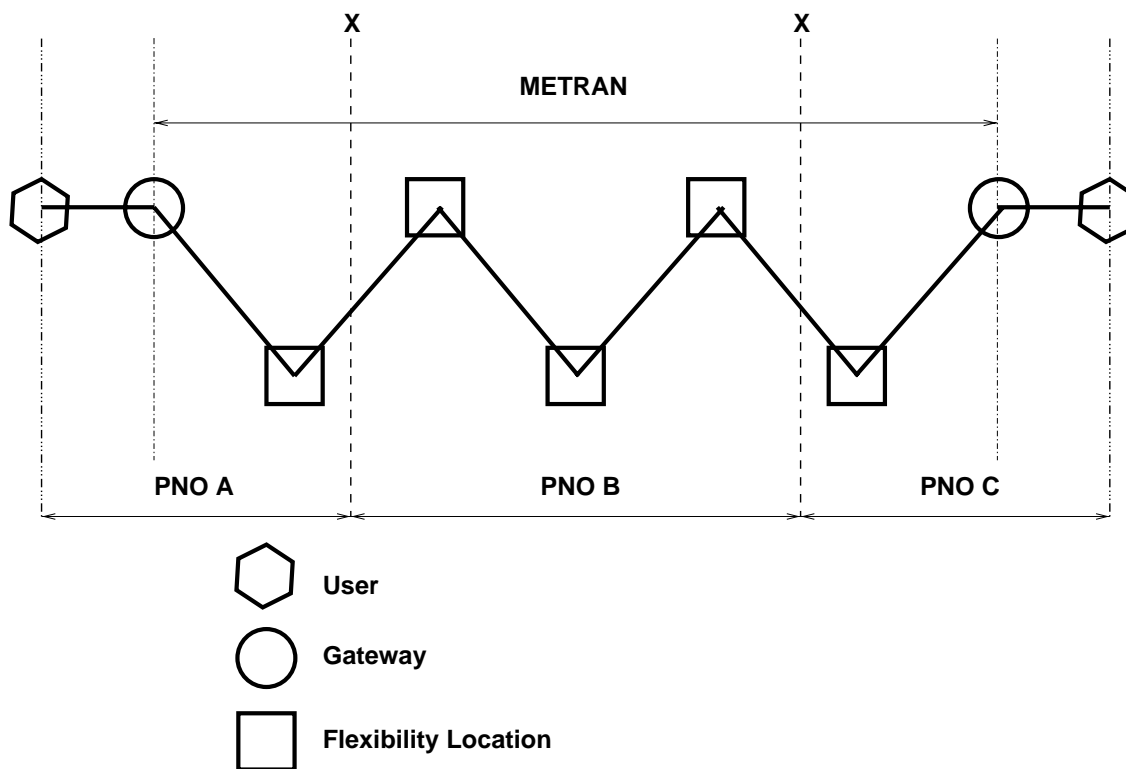 X X
METRAN
PNO A PNO B PNO C
User
Gateway
Flexibility Location